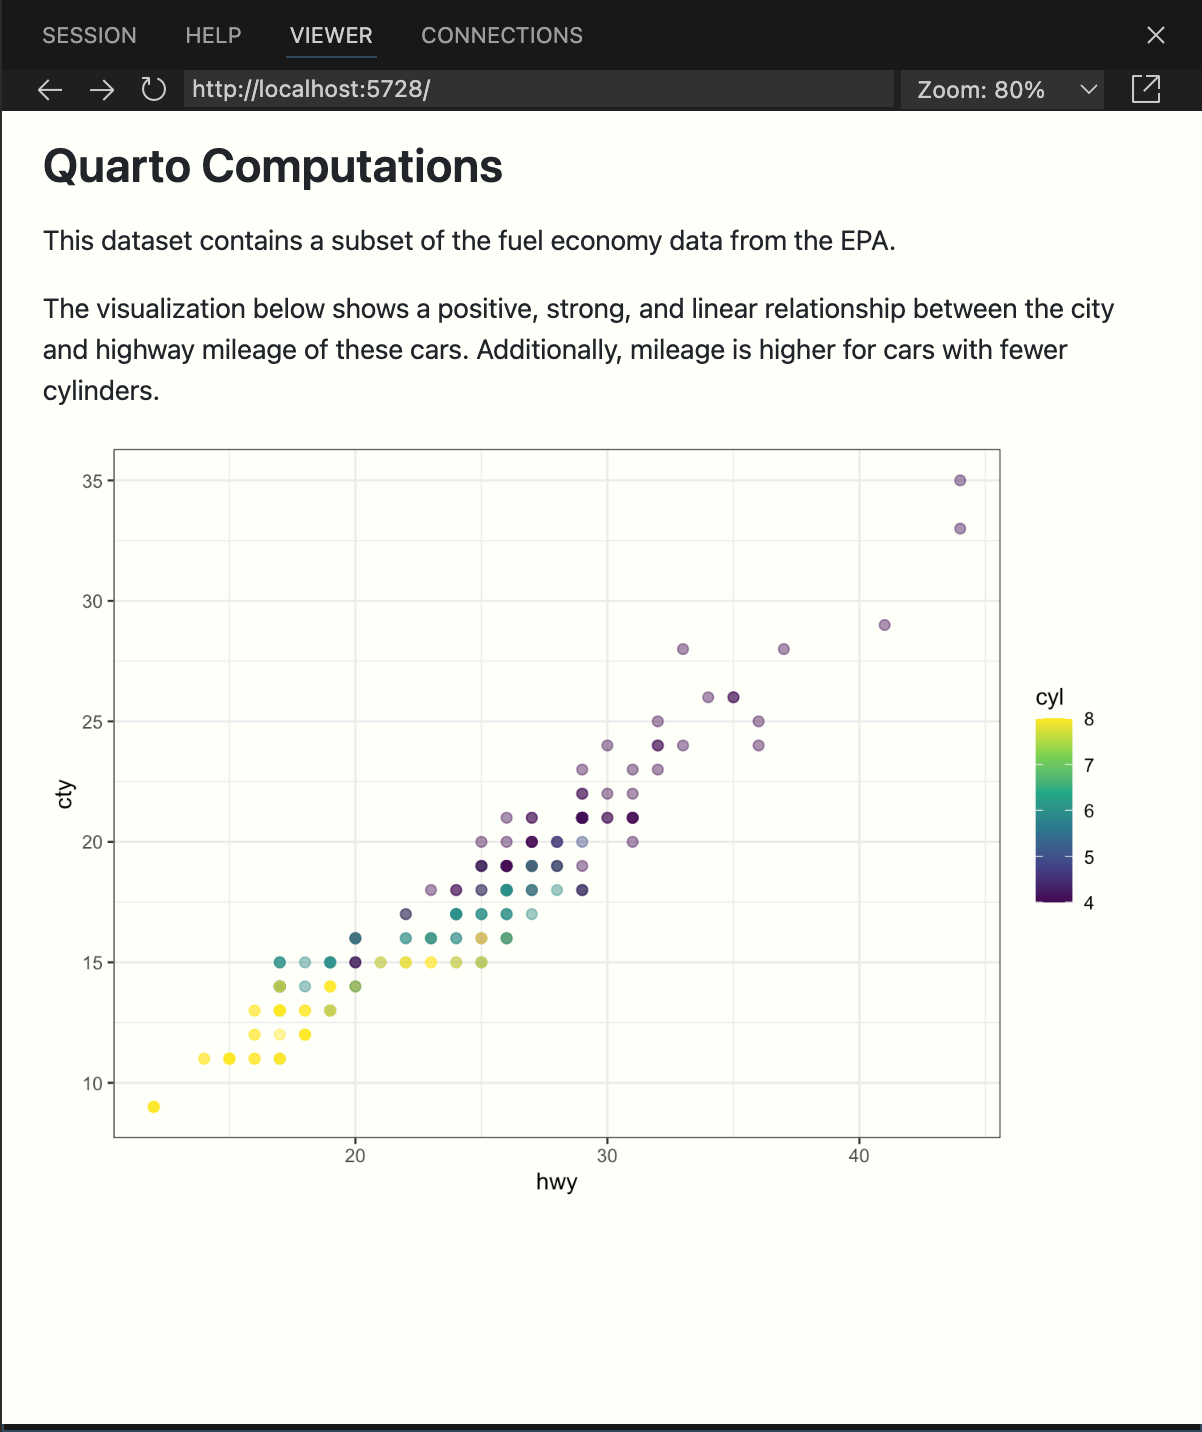 SESSION HELP VIEWER CONNECTIONS
http://localhost:5728/ Zoom: 80%
Quarto Computations
This dataset contains a subset of the fuel economy data from the EPA.
The visualization below shows a positive, strong, and linear relationship between the city
and highway mileage of these cars. Additionally, mileage is higher for cars with fewer
cylinders.
35
30
25
20
15
10
cty
20 30 40
hwy
cyl
8
7
6
5
4